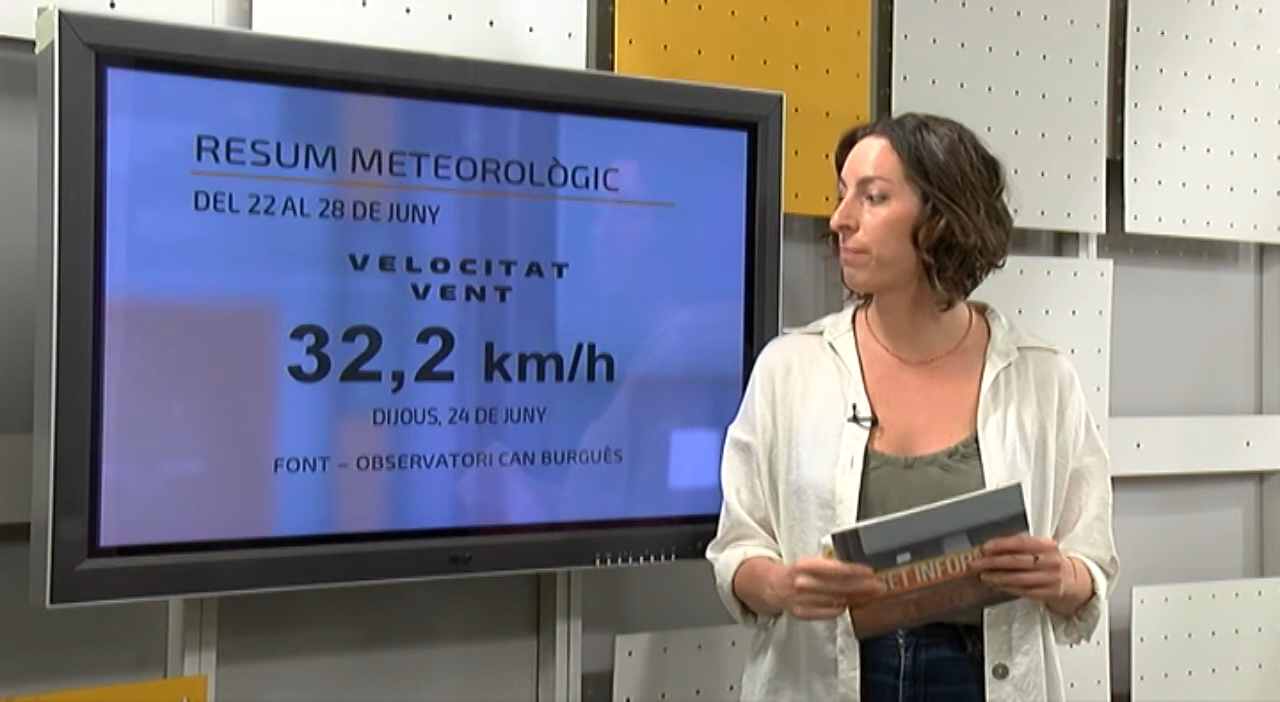 RESUM METEOROLÒGIC
DEL 22 AL 28 DE JUNY
VELOCITAT
VENT
32,2 km/h
DIJOUS, 24 DE JUNY
FONT – OBSERVATORI CAN BURGUÈS